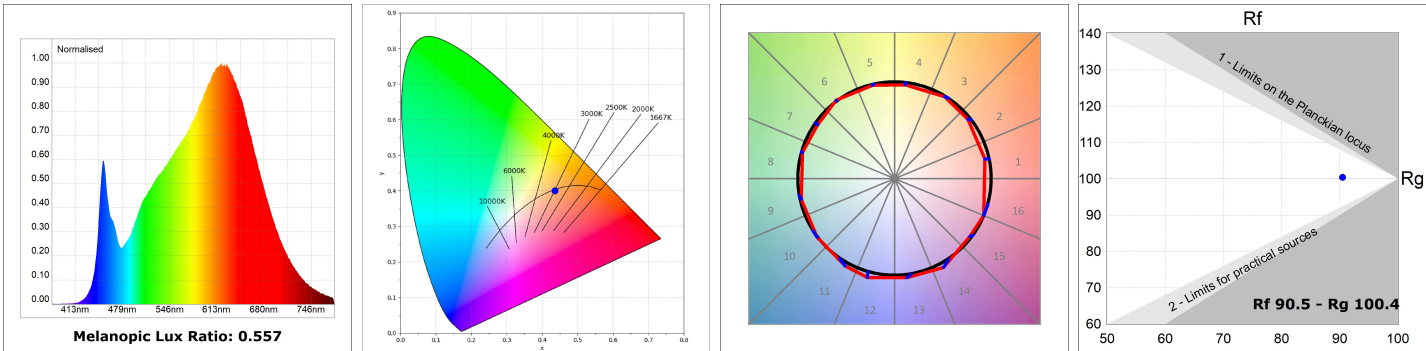 Normalised
1.00
0.90
0.80
0.70
0.60
0.50
0.40
0.30
0.20
0.10
0.00
413nm 479nm 546nm 613nm 680nm 746nm
Melanopic Lux Ratio: 0.557
0.9
0.8
0.7
0.6
0.5
0.4
0.3
0.2
0.1
0.0
y
0.0 0.1 0.2 0.3 0.4 0.5 0.6 0.7 0.8
x
10000K
6000K
4000K
3000K
2500K
2000K
1667K
1
2
3
4
5
6
7
8
9
10
11
12
13
14
15
16
Rf
140
130
120
110
100
90
80
70
60
1 - Limits on the Planckian locus
Rg
2 - Limits for practical sources
Rf 90.5 - Rg 100.4
50 60 70 80 90 100